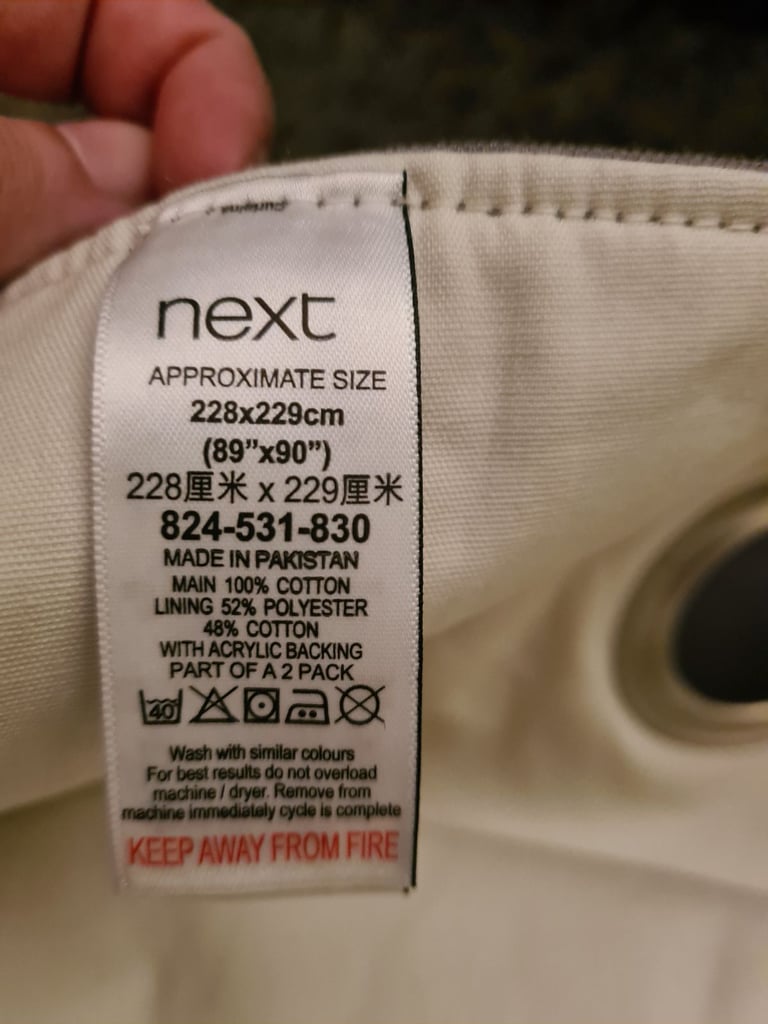 next
APPROXIMATE SIZE
228x229cm
(89”x90”)
228厘米 x 229厘米
824-531-830
MADE IN PAKISTAN
MAIN 100% COTTON
LINING 52% POLYESTER
48% COTTON
WITH ACRYLIC BACKING
PART OF A 2 PACK
40
Wash with similar colours
For best results do not overload
machine / dryer. Remove from
machine immediately cycle is complete
KEEP AWAY FROM FIRE